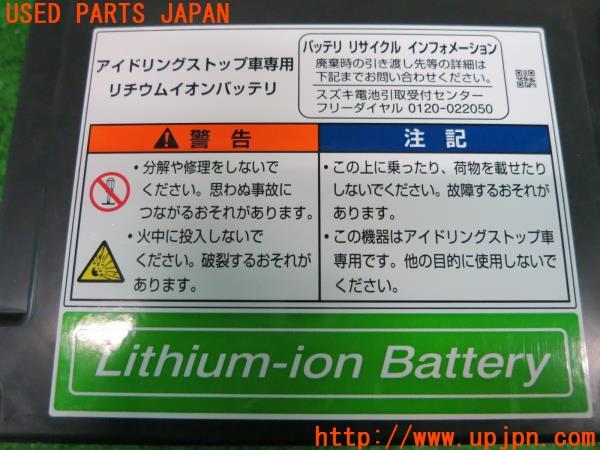 USED PARTS JAPAN
アイドリングストップ車専用
リチウムイオンバッテリ
バッテリ リサイクル インフォメーション
廃棄時の引き渡し先等の詳細は
下記までお問い合わせください。
スズキ電池引取受付センター
フリーダイヤル 0120-022050
警告
・分解や修理をしないで
ください。思わぬ事故に
つながるおそれがあります。
・火中に投入しないで
ください。破裂するおそれが
あります。
注記
・この上に乗ったり、荷物を載せたり
しないでください。故障するおそれが
あります。
・この機器はアイドリングストップ車
専用です。他の目的に使用しないで
ください。
Lithium-ion Battery
http://www.upjpn.com/